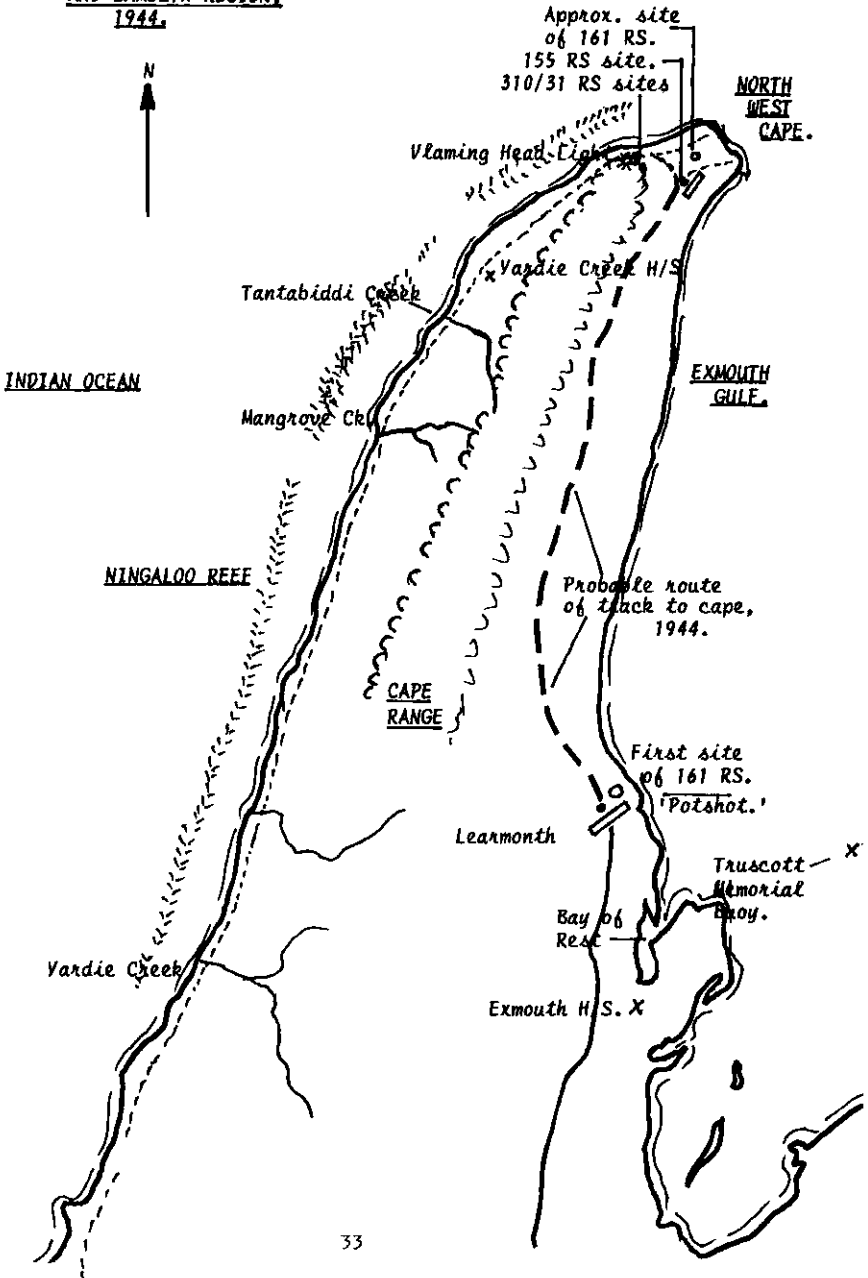 1944.
N
Approx. site
of 161 RS.
155 RS site.
310/31 RS sites
NORTH
WEST
CAPE.
Vlaming Head Light
Yardie Creek H/S
Tantabiddi Creek
INDIAN OCEAN
EXMOUTH
GULF.
Mangrove Ck
NINGALOO REEF
Probable route
of track to cape,
1944.
CAPE
RANGE
First site
of 161 RS.
'Potshot.'
Learmonth
Truscott
Memorial
Buoy.
Bay of
Rest
Yardie Creek
Exmouth H.S.
33